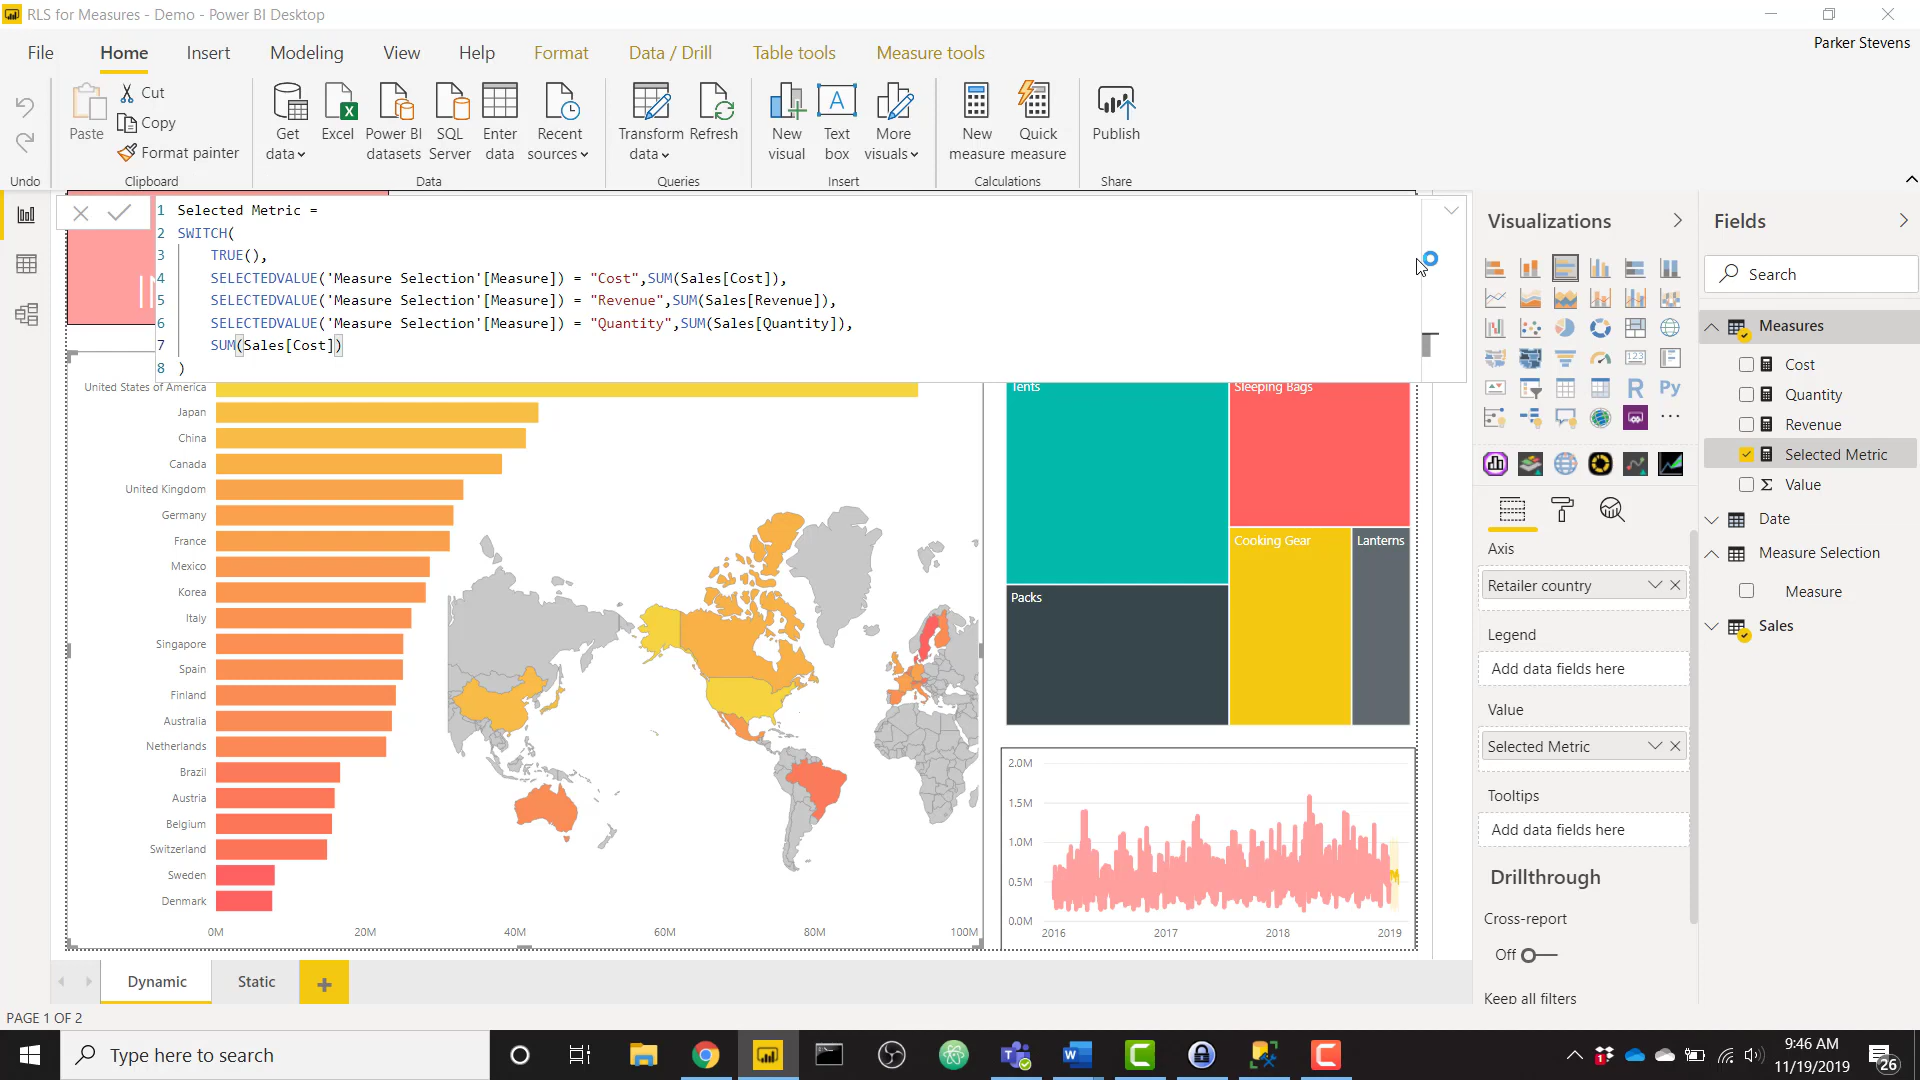 RLS for Measures - Demo - Power BI Desktop
Parker Stevens
File Home Insert Modeling View Help Format Data / Drill Table tools Measure tools
Paste
Cut
Copy
Format painter
Get data
Excel
Power BI datasets
SQL Server
Enter data
Recent sources
Transform data
Refresh
New visual
Text box
More visuals
New measure
Quick measure
Publish
Undo Clipboard Data Queries Insert Calculations Share
1 Selected Metric =
2 SWITCH(
3 TRUE(),
4 SELECTEDVALUE('Measure Selection'[Measure]) = "Cost",SUM(Sales[Cost]),
5 SELECTEDVALUE('Measure Selection'[Measure]) = "Revenue",SUM(Sales[Revenue]),
6 SELECTEDVALUE('Measure Selection'[Measure]) = "Quantity",SUM(Sales[Quantity]),
7 SUM(Sales[Cost])
8 )
United States of America
Japan
China
Canada
United Kingdom
Germany
France
Mexico
Korea
Italy
Singapore
Spain
Finland
Australia
Netherlands
Brazil
Austria
Belgium
Switzerland
Sweden
Denmark
0M 20M 40M 60M 80M 100M
Tents
Sleeping Bags
Cooking Gear
Lanterns
Packs
2.0M
1.5M
1.0M
0.5M
0.0M
2016 2017 2018 2019
Visualizations
R
Py
Axis
Retailer country
Legend
Add data fields here
Value
Selected Metric
Tooltips
Add data fields here
Drillthrough
Cross-report
Off
Keep all filters
Fields
Search
Measures
Cost
Quantity
Revenue
Selected Metric
Value
Date
Measure Selection
Measure
Sales
Dynamic
Static
PAGE 1 OF 2
Type here to search
9:46 AM
11/19/2019
26